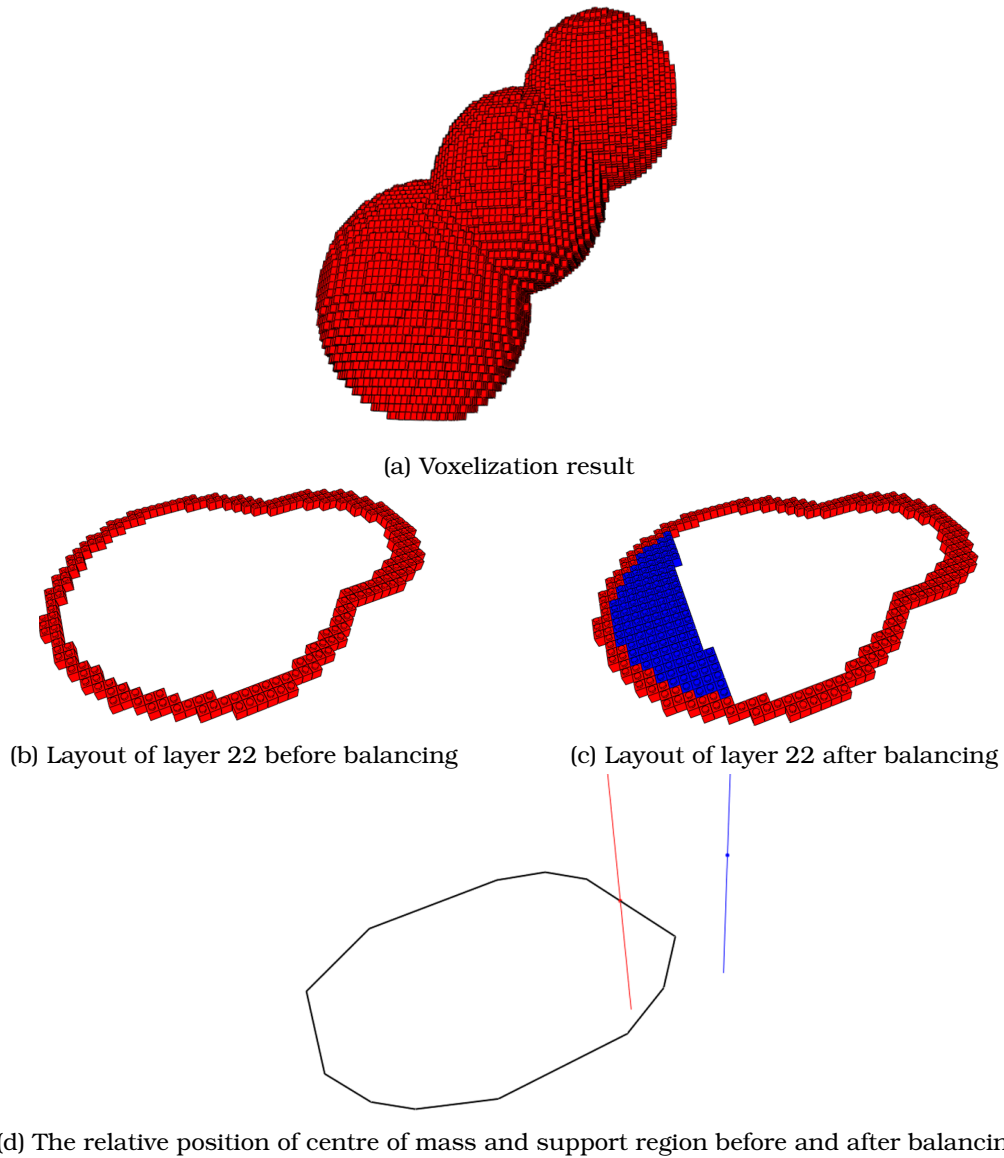 (a) Voxelization result
(b) Layout of layer 22 before balancing
(c) Layout of layer 22 after balancing
(d) The relative position of centre of mass and support region before and after balancin